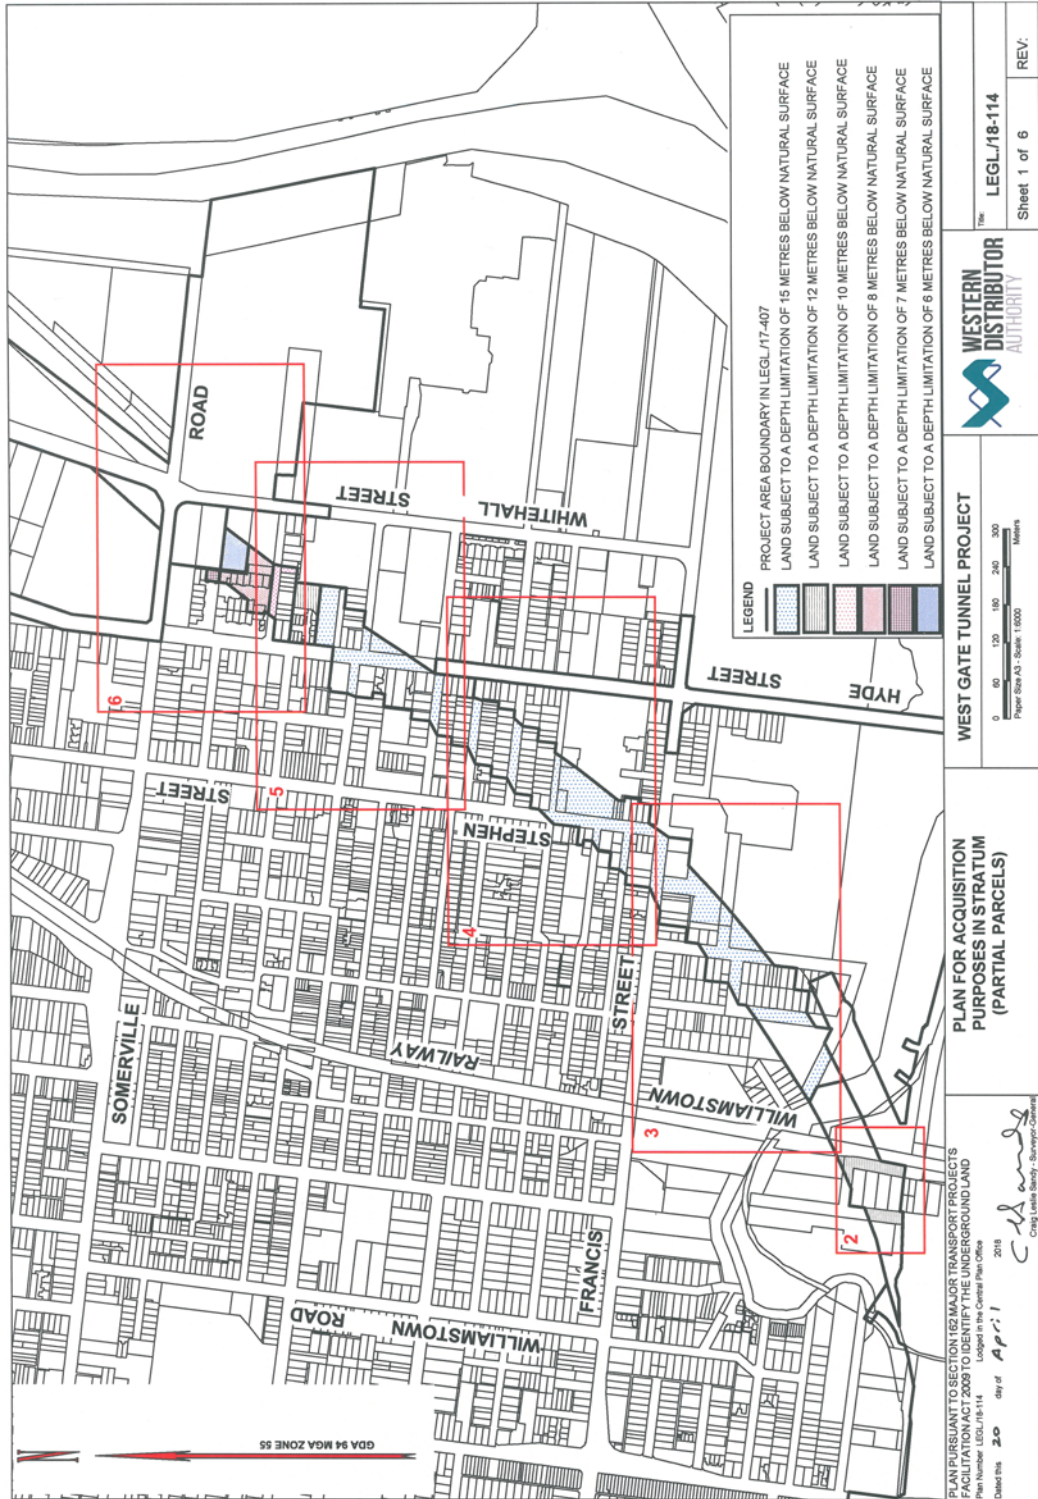 GDA 94 MGA ZONE 55
SOMERVILLE
ROAD
STREET
WHITEHALL
STREET
STEPHEN
RAILWAY
WILLIAMSTOWN
WILLIAMSTOWN
ROAD
FRANCIS
STREET
HYDE
STREET
6
5
4
3
2
LEGEND
PROJECT AREA BOUNDARY IN LEGL./17-407
LAND SUBJECT TO A DEPTH LIMITATION OF 15 METRES BELOW NATURAL SURFACE
LAND SUBJECT TO A DEPTH LIMITATION OF 12 METRES BELOW NATURAL SURFACE
LAND SUBJECT TO A DEPTH LIMITATION OF 10 METRES BELOW NATURAL SURFACE
LAND SUBJECT TO A DEPTH LIMITATION OF 8 METRES BELOW NATURAL SURFACE
LAND SUBJECT TO A DEPTH LIMITATION OF 7 METRES BELOW NATURAL SURFACE
LAND SUBJECT TO A DEPTH LIMITATION OF 6 METRES BELOW NATURAL SURFACE
PLAN PURSUANT TO SECTION 162 MAJOR TRANSPORT PROJECTS
FACILITATION ACT 2009 TO IDENTIFY THE UNDERGROUND LAND
Plan Number LEGL./18-114 Lodged in the Central Plan Office
Dated this 20 day of April 2018
Craig Leslie Sandy - Surveyor-General
PLAN FOR ACQUISITION
PURPOSES IN STRATUM
(PARTIAL PARCELS)
WEST GATE TUNNEL PROJECT
0 60 120 180 240 300
Meters
Paper Size A3 - Scale: 1:6000
WESTERN
DISTRIBUTOR
AUTHORITY
Title:
LEGL./18-114
Sheet 1 of 6
REV: